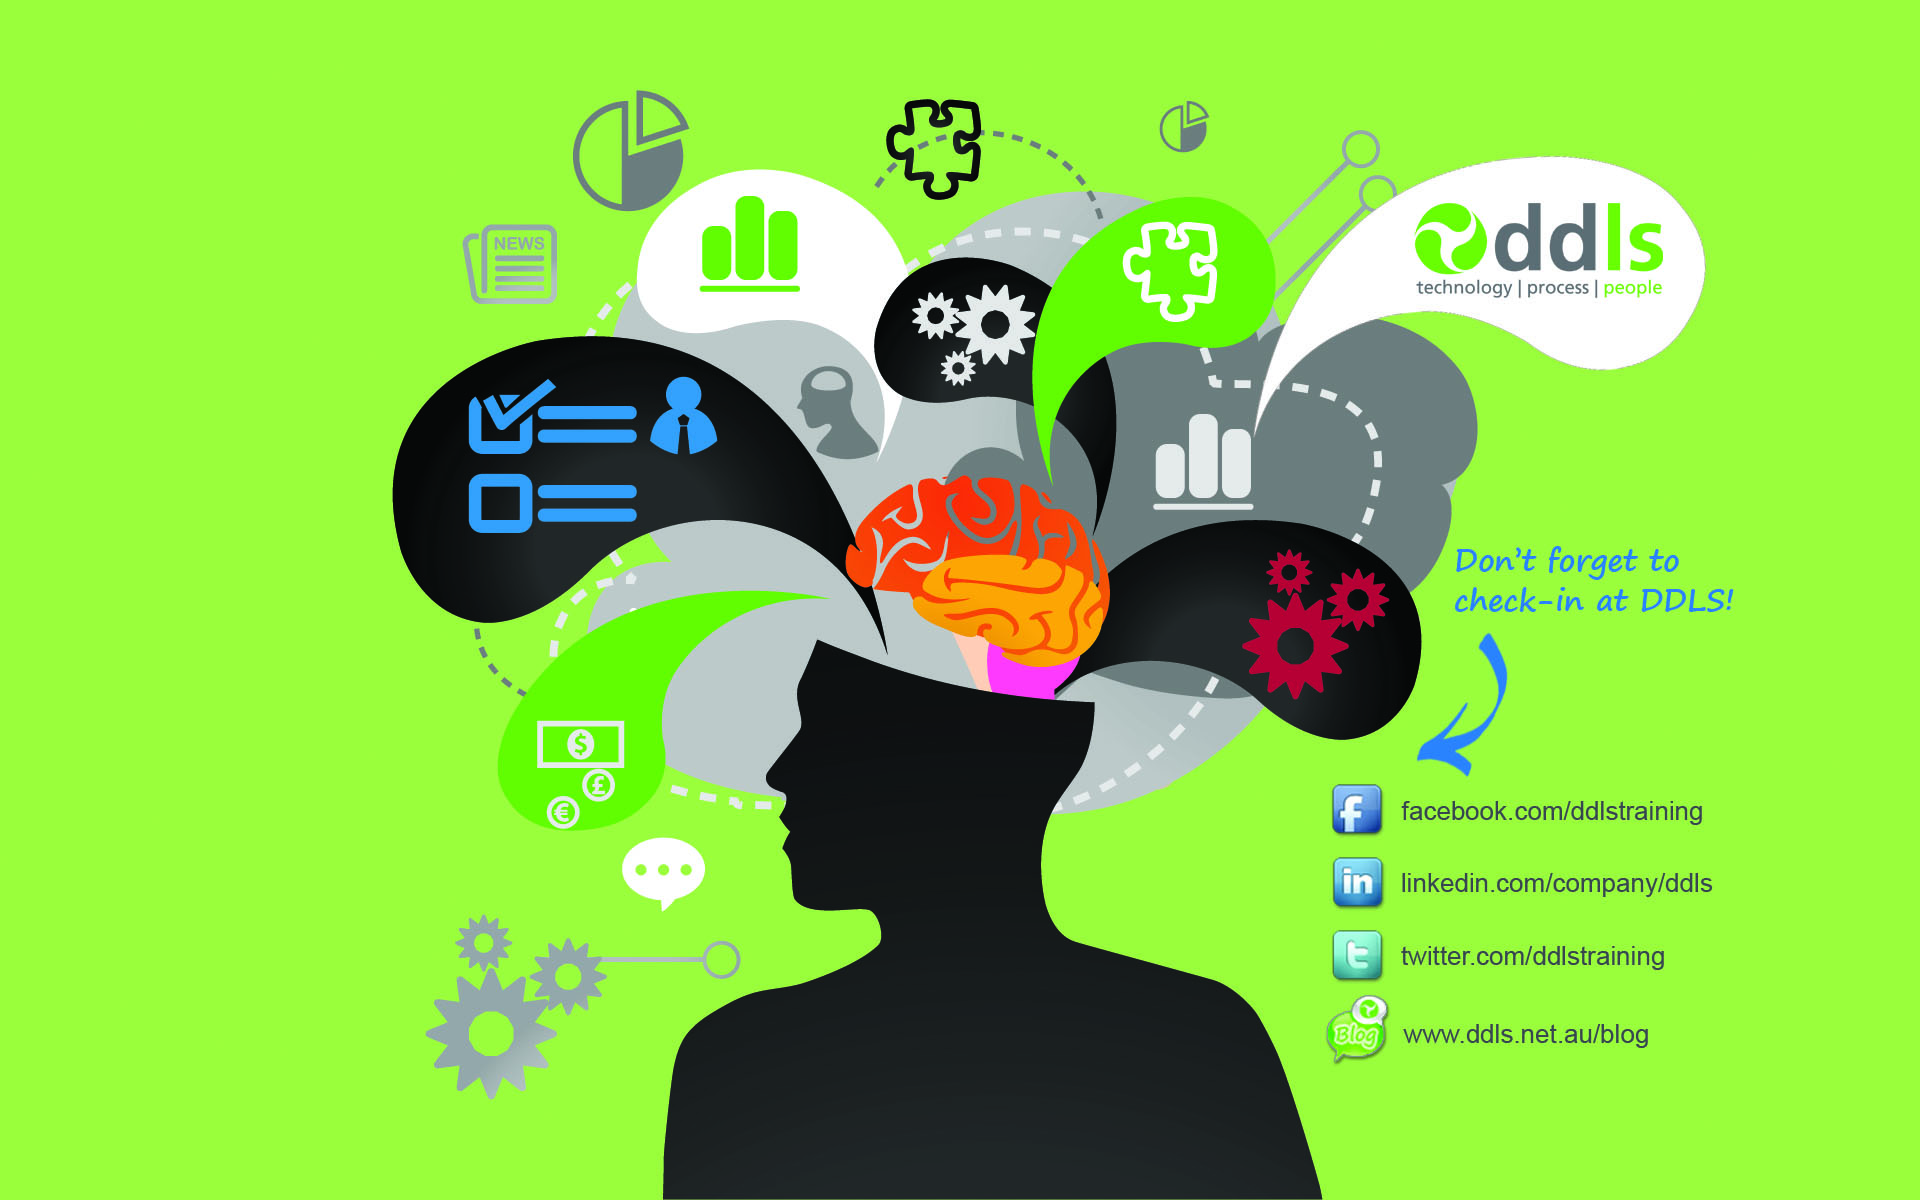 NEWS
ddls
technology | process | people
Don't forget to
check-in at DDLS!
$
£
€
f facebook.com/ddlstraining
in linkedin.com/company/ddls
t twitter.com/ddlstraining
Blog www.ddls.net.au/blog